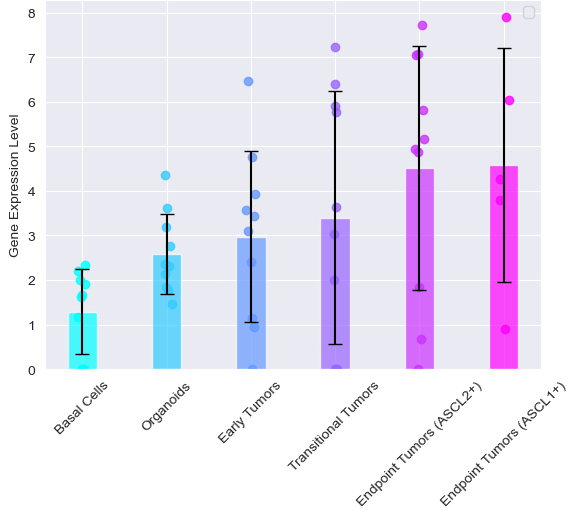 8
7
6
5
4
3
2
1
0
Gene Expression Level
Basal Cells
Organoids
Early Tumors
Transitional Tumors
Endpoint Tumors (ASCL2+)
Endpoint Tumors (ASCL1+)